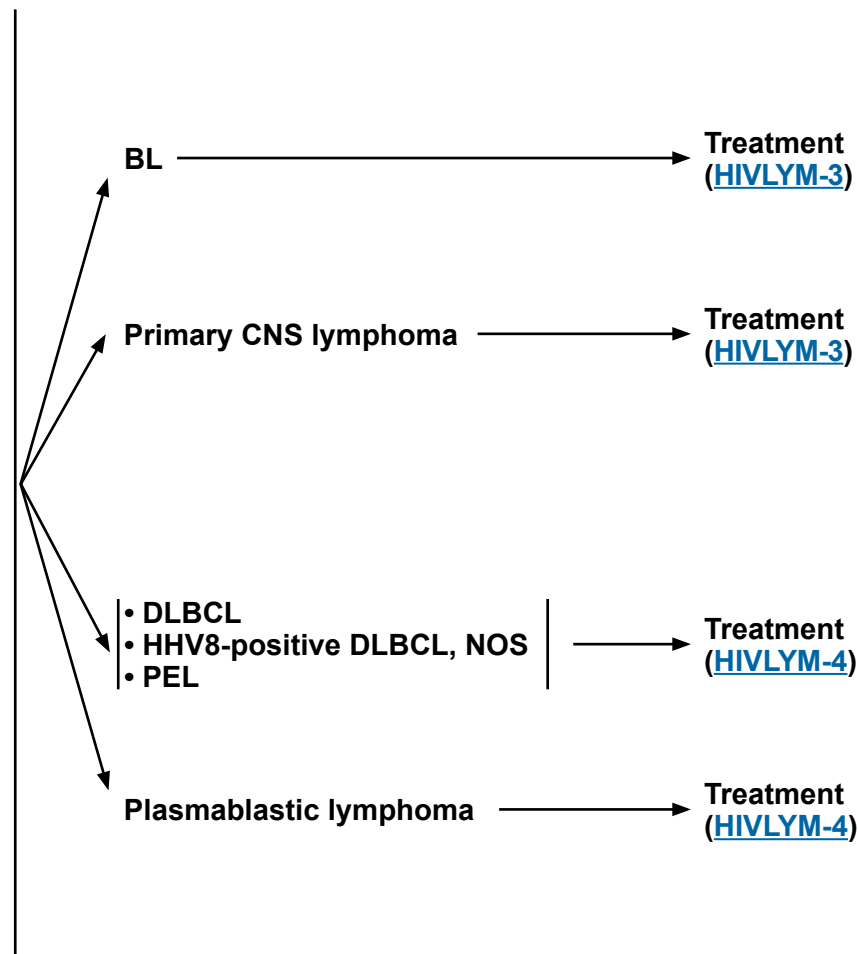 BL
Treatment
(HIVLYM-3)
Primary CNS lymphoma
Treatment
(HIVLYM-3)
• DLBCL
• HHV8-positive DLBCL, NOS
• PEL
Treatment
(HIVLYM-4)
Plasmablastic lymphoma
Treatment
(HIVLYM-4)